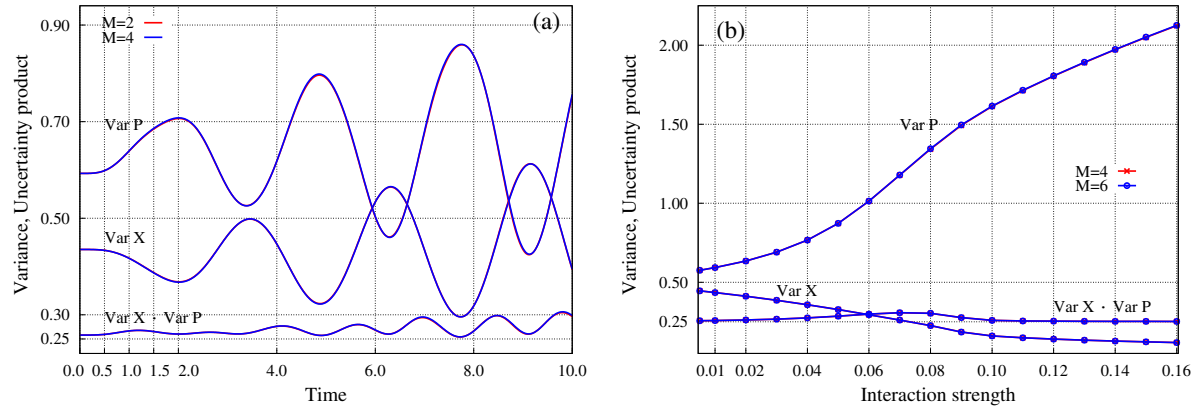 (a)
M=2
M=4
0.90
0.70
0.50
0.30
0.25
Variance, Uncertainty product
Var P
Var X
Var X · Var P
0.0 0.5 1.0 1.5 2.0 4.0 6.0 8.0 10.0
Time
(b)
2.00
1.50
1.00
0.50
0.25
Variance, Uncertainty product
Var P
M=4
M=6
Var X
Var X · Var P
0.01 0.02 0.04 0.06 0.08 0.10 0.12 0.14 0.16
Interaction strength